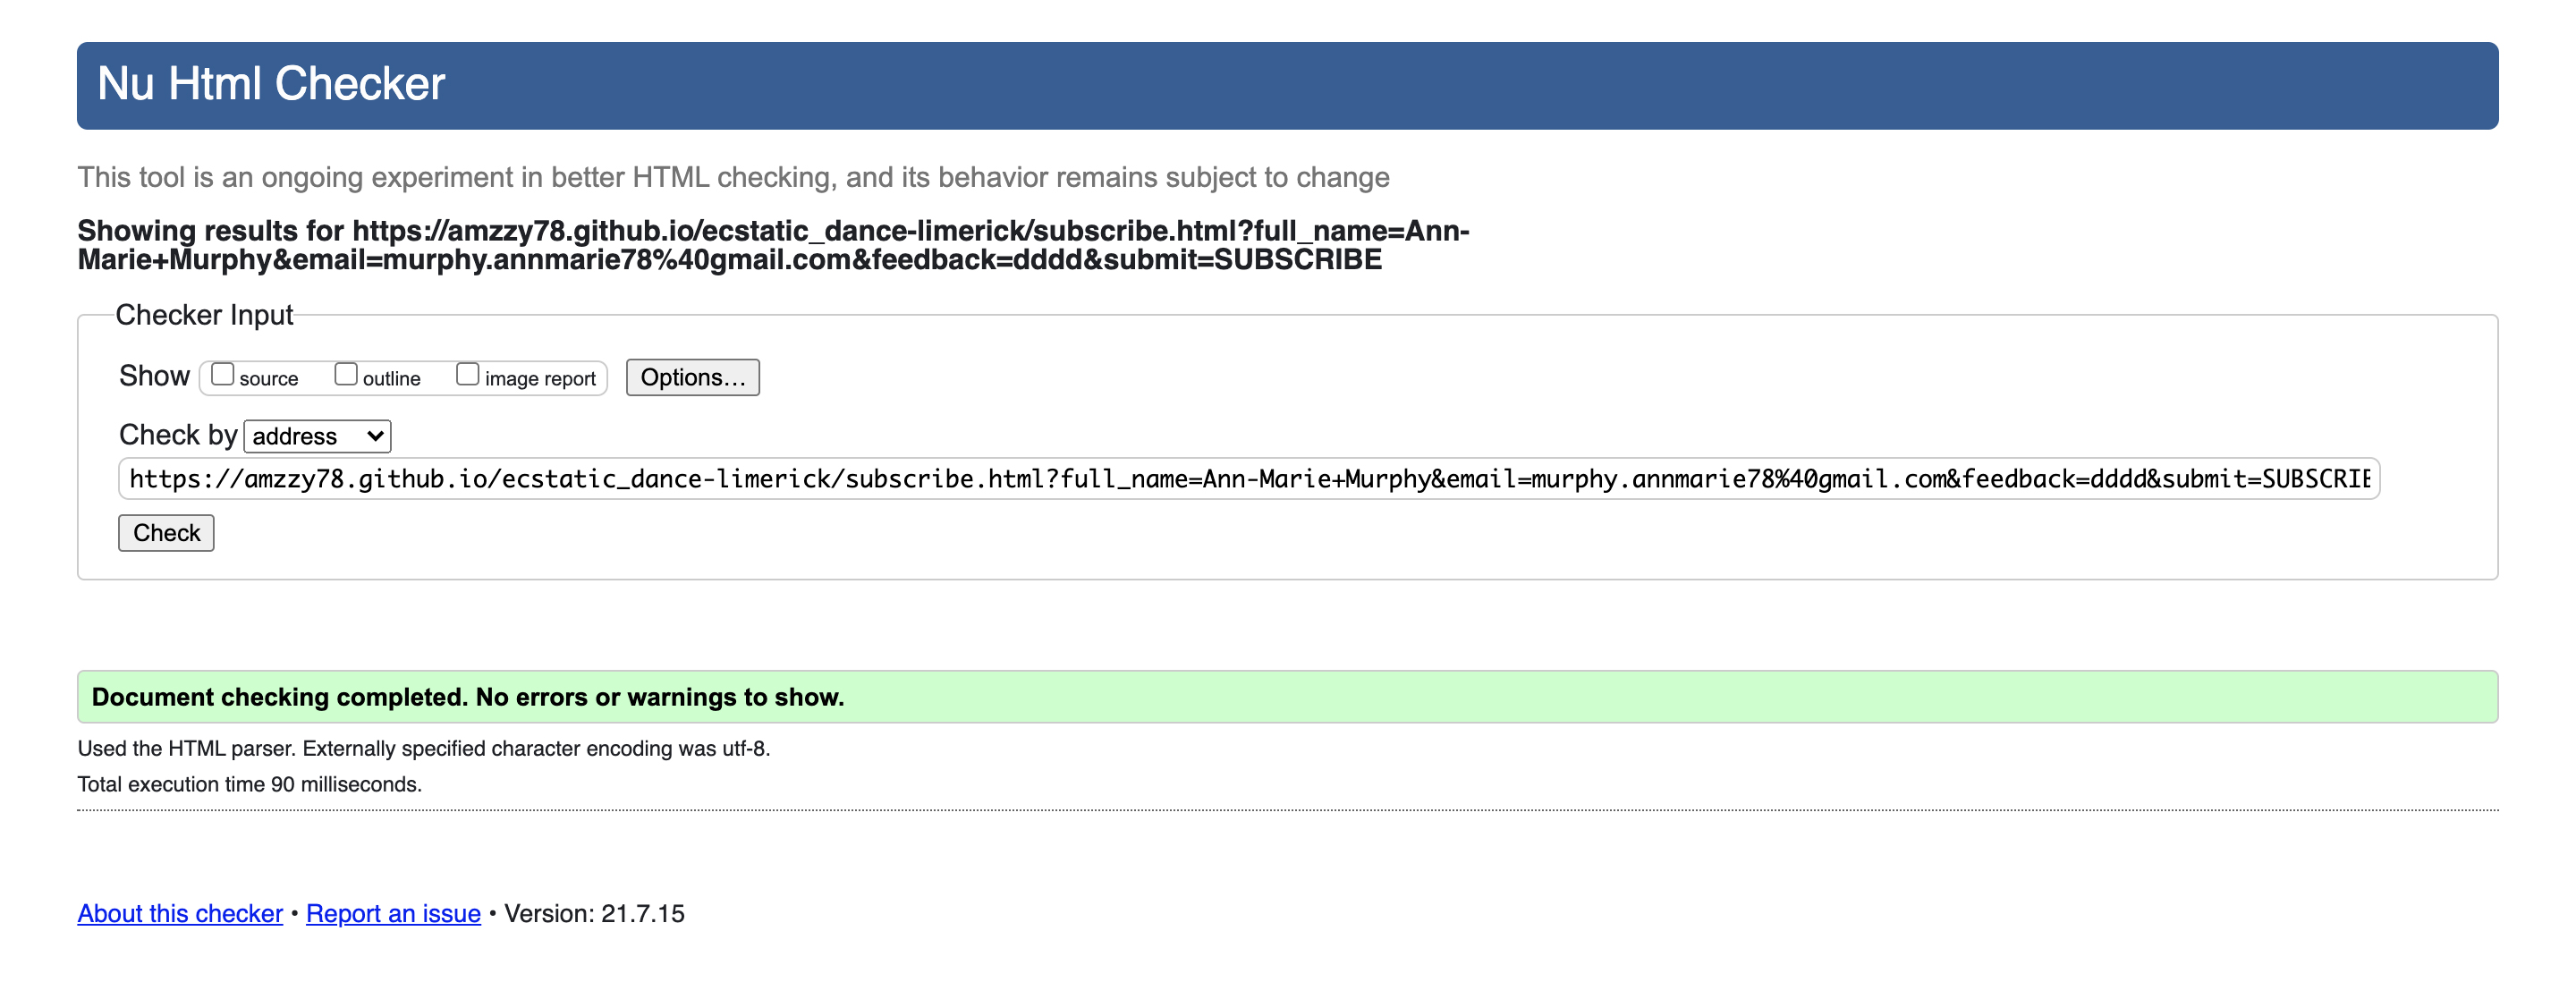 Nu Html Checker
This tool is an ongoing experiment in better HTML checking, and its behavior remains subject to change
Showing results for https://amzzy78.github.io/ecstatic_dance-limerick/subscribe.html?full_name=Ann-
Marie+Murphy&email=murphy.annmarie78%40gmail.com&feedback=dddd&submit=SUBSCRIBE
Checker Input
Show source outline image report Options...
Check by address
https://amzzy78.github.io/ecstatic_dance-limerick/subscribe.html?full_name=Ann-Marie+Murphy&email=murphy.annmarie78%40gmail.com&feedback=dddd&submit=SUBSCRIE
Check
Document checking completed. No errors or warnings to show.
Used the HTML parser. Externally specified character encoding was utf-8.
Total execution time 90 milliseconds.
About this checker • Report an issue • Version: 21.7.15